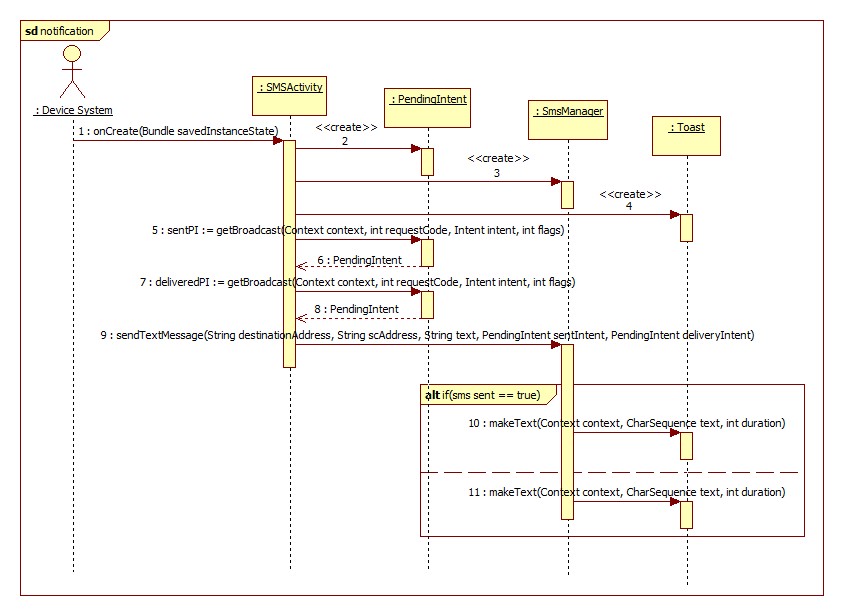 sd notification
: SMSActivity
: PendingIntent
: SmsManager
: Device System
: Toast
1 : onCreate(Bundle savedInstanceState)
<<create>>
2
<<create>>
3
<<create>>
4
5 : sentPI := getBroadcast(Context context, int requestCode, Intent intent, int flags)
6 : PendingIntent
7 : deliveredPI := getBroadcast(Context context, int requestCode, Intent intent, int flags)
8 : PendingIntent
9 : sendTextMessage(String destinationAddress, String scAddress, String text, PendingIntent sentIntent, PendingIntent deliveryIntent)
alt if(sms sent == true)
10 : makeText(Context context, CharSequence text, int duration)
11 : makeText(Context context, CharSequence text, int duration)